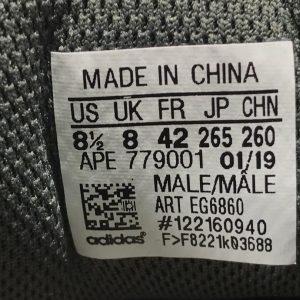 MADE IN CHINA
US UK FR JP CHN
8½ 8 42 265 260
APE 779001 01/19
MALE/MÂLE
ART EG6860
#122160940
adidas F>F8221k03688